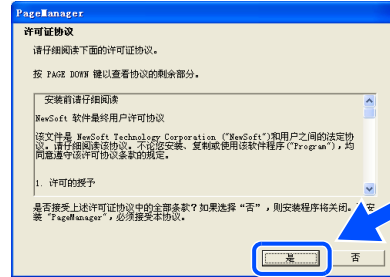 PageManager
许可证协议
请仔细阅读下面的许可证协议。
按 PAGE DOWN 键以查看协议的剩余部分。
安装前请仔细阅读
NewSoft 软件是终用户许可协议
该文件是 NewSoft Technology Corporation ("NewSoft")和用户之间的法定协
议。请仔细阅读该协议。不论您安装、复制或使用该软件程序("Program")，均
同意遵守该许可协议条款的规定。
1. 许可的授予
是否接受上述许可证协议中的全部条款？如果选择“否”，则安装程序将关闭。
装 "PageManager"，必须接受本协议。
是
否